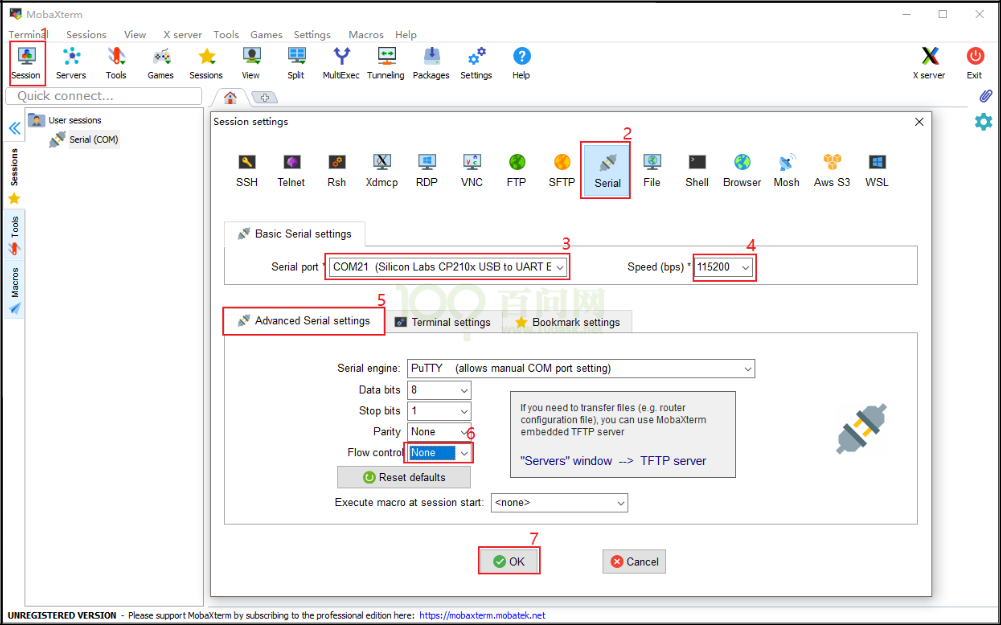 MobaXterm
Terminal Sessions View X server Tools Games Settings Macros Help
1
Session Servers Tools Games Sessions View Split MultiExec Tunneling Packages Settings Help X server Exit
Quick connect...
User sessions
Serial (COM)
Sessions
Tools
Macros
Session settings
2
SSH Telnet Rsh Xdmcp RDP VNC FTP SFTP Serial File Shell Browser Mosh Aws S3 WSL
Basic Serial settings
3
4
Serial port * COM21 (Silicon Labs CP210x USB to UART B Speed (bps) * 115200
100 百问网
5
Advanced Serial settings Terminal settings Bookmark settings
Serial engine: PuTTY (allows manual COM port setting)
Data bits 8
Stop bits 1
Parity None
6
Flow control None
Reset defaults
If you need to transfer files (e.g. router
configuration file), you can use MobaXterm
embedded TFTP server
"Servers" window --> TFTP server
Execute macro at session start: <none>
7
OK Cancel
UNREGISTERED VERSION - Please support MobaXterm by subscribing to the professional edition here: https://mobaxterm.mobatek.net